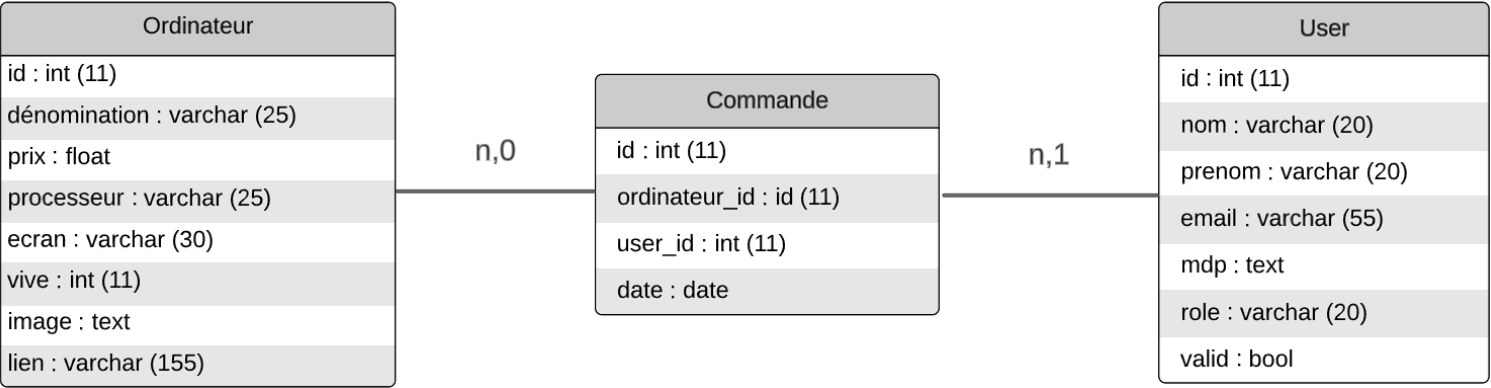 Ordinateur
id : int (11)
dénomination : varchar (25)
prix : float
processeur : varchar (25)
ecran : varchar (30)
vive : int (11)
image : text
lien : varchar (155)
n,0
Commande
id : int (11)
ordinateur_id : id (11)
user_id : int (11)
date : date
n,1
User
id : int (11)
nom : varchar (20)
prenom : varchar (20)
email : varchar (55)
mdp : text
role : varchar (20)
valid : bool